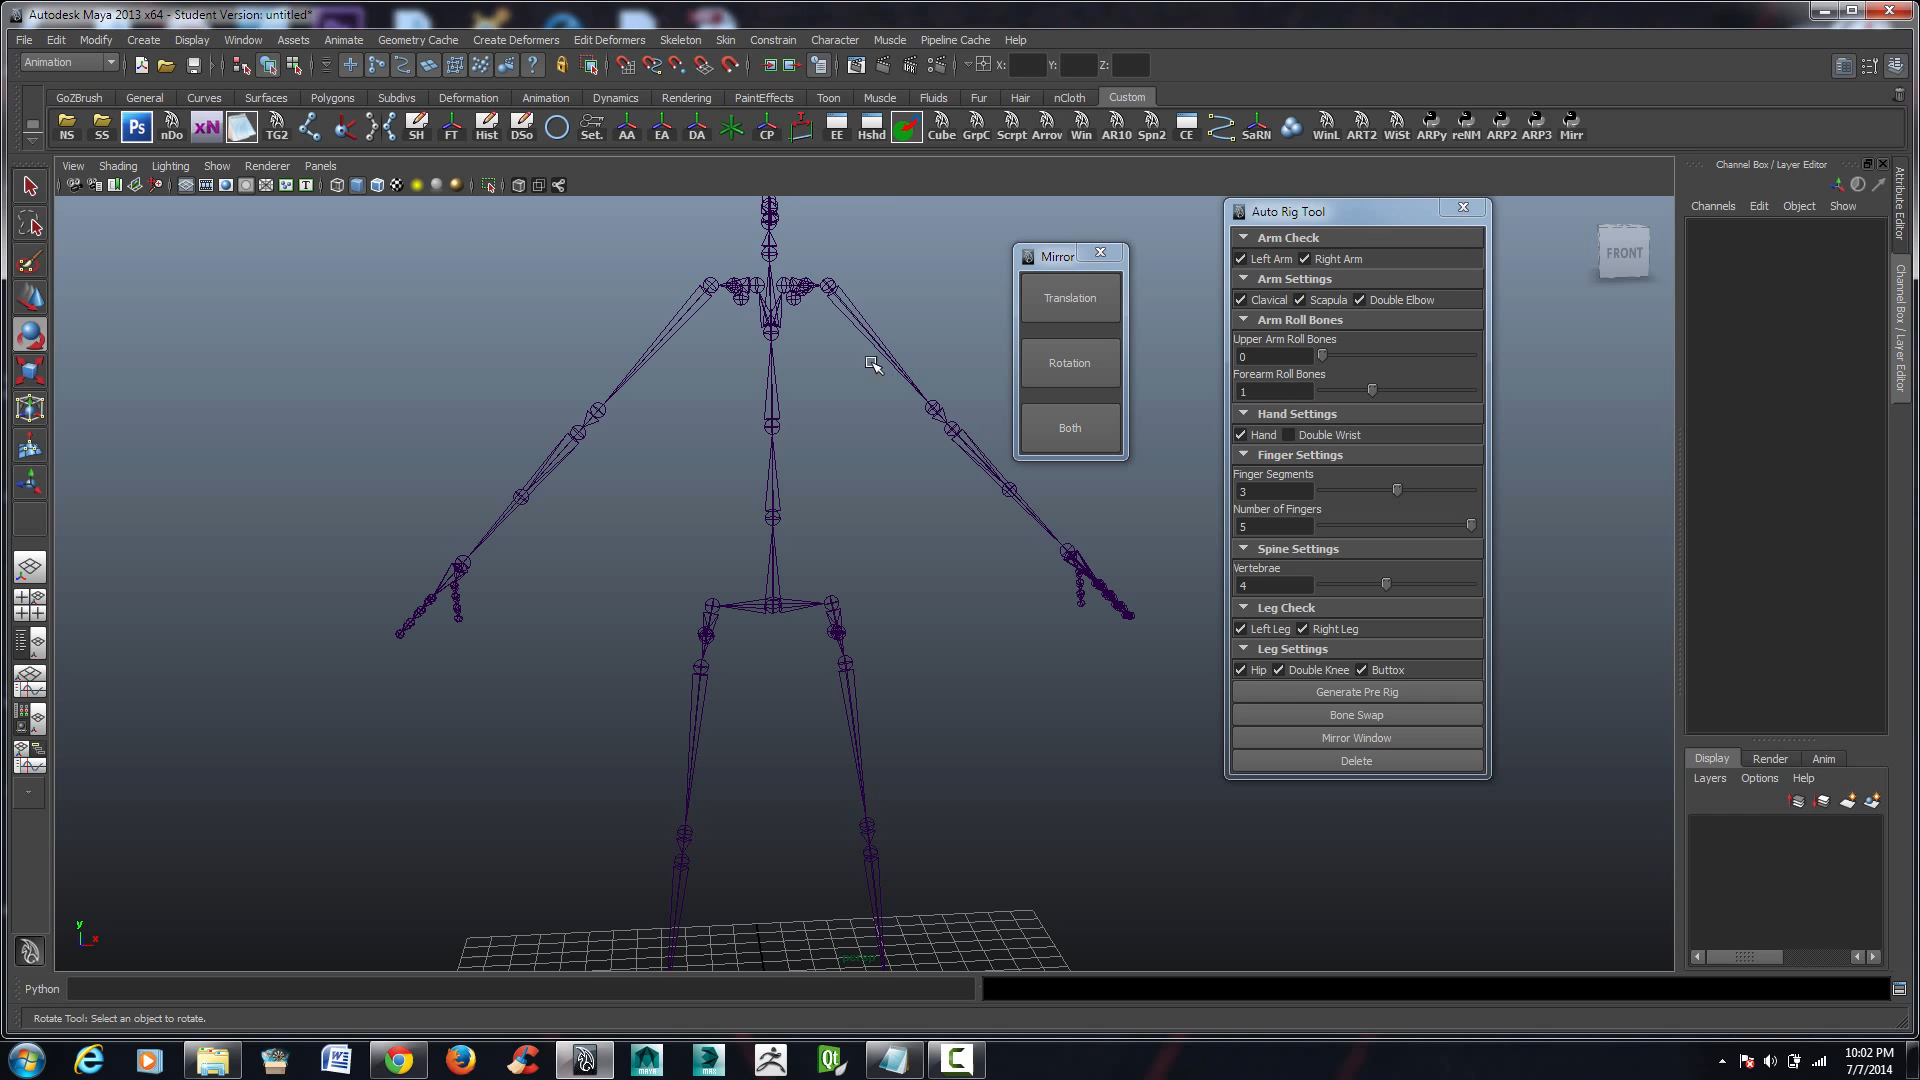 Autodesk Maya 2013 x64 - Student Version: untitled*
File Edit Modify Create Display Window Assets Animate Geometry Cache Create Deformers Edit Deformers Skeleton Skin Constrain Character Muscle Pipeline Cache Help
Animation X: Y: Z:
GoZBrush General Curves Surfaces Polygons Subdivs Deformation Animation Dynamics Rendering PaintEffects Toon Muscle Fluids Fur Hair nCloth Custom
NS SS Ps nDo xN TG2 SH FT Hist DSo Set. AA EA DA CP EE Hshd Cube GrpC Scrpt Arrow Win AR10 Spn2 CE SaRN WinL ART2 WiSt ARPy reNM ARP2 ARP3 Mirr
View Shading Lighting Show Renderer Panels
Channel Box / Layer Editor
Channels Edit Object Show
Attribute Editor
Channel Box / Layer Editor
FRONT
Mirror
Translation
Rotation
Both
Auto Rig Tool
Arm Check
Left Arm Right Arm
Arm Settings
Clavical Scapula Double Elbow
Arm Roll Bones
Upper Arm Roll Bones
0
Forearm Roll Bones
1
Hand Settings
Hand Double Wrist
Finger Settings
Finger Segments
3
Number of Fingers
5
Spine Settings
Vertebrae
4
Leg Check
Left Leg Right Leg
Leg Settings
Hip Double Knee Buttox
Generate Pre Rig
Bone Swap
Mirror Window
Delete
Display Render Anim
Layers Options Help
y
x
persp
Python
Rotate Tool: Select an object to rotate.
MAYA
MAX
Qt
10:02 PM
7/7/2014